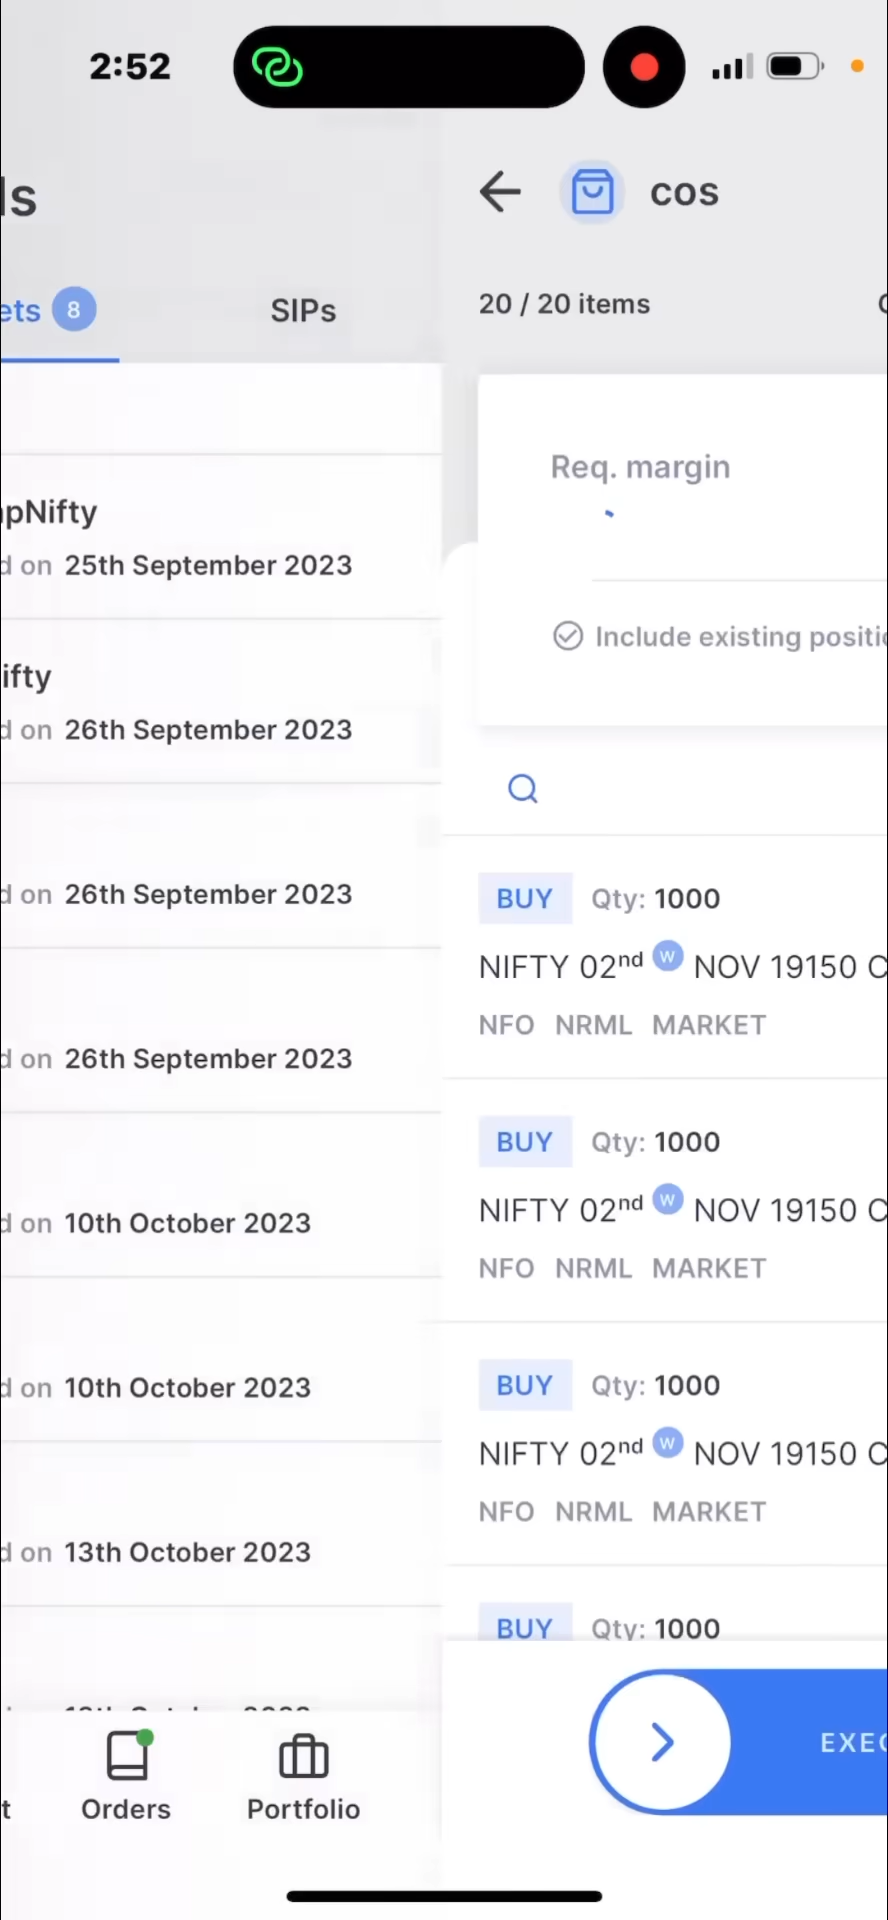 2:52
ls
ets 8 SIPs
pNifty
d on 25th September 2023
ifty
d on 26th September 2023
d on 26th September 2023
d on 26th September 2023
d on 10th October 2023
d on 10th October 2023
d on 13th October 2023
t Orders Portfolio
cos
20 / 20 items
Req. margin
Include existing positio
BUY Qty: 1000
NIFTY 02nd W NOV 19150 C
NFO NRML MARKET
BUY Qty: 1000
NIFTY 02nd W NOV 19150 C
NFO NRML MARKET
BUY Qty: 1000
NIFTY 02nd W NOV 19150 C
NFO NRML MARKET
BUY Qty: 1000
EXEC